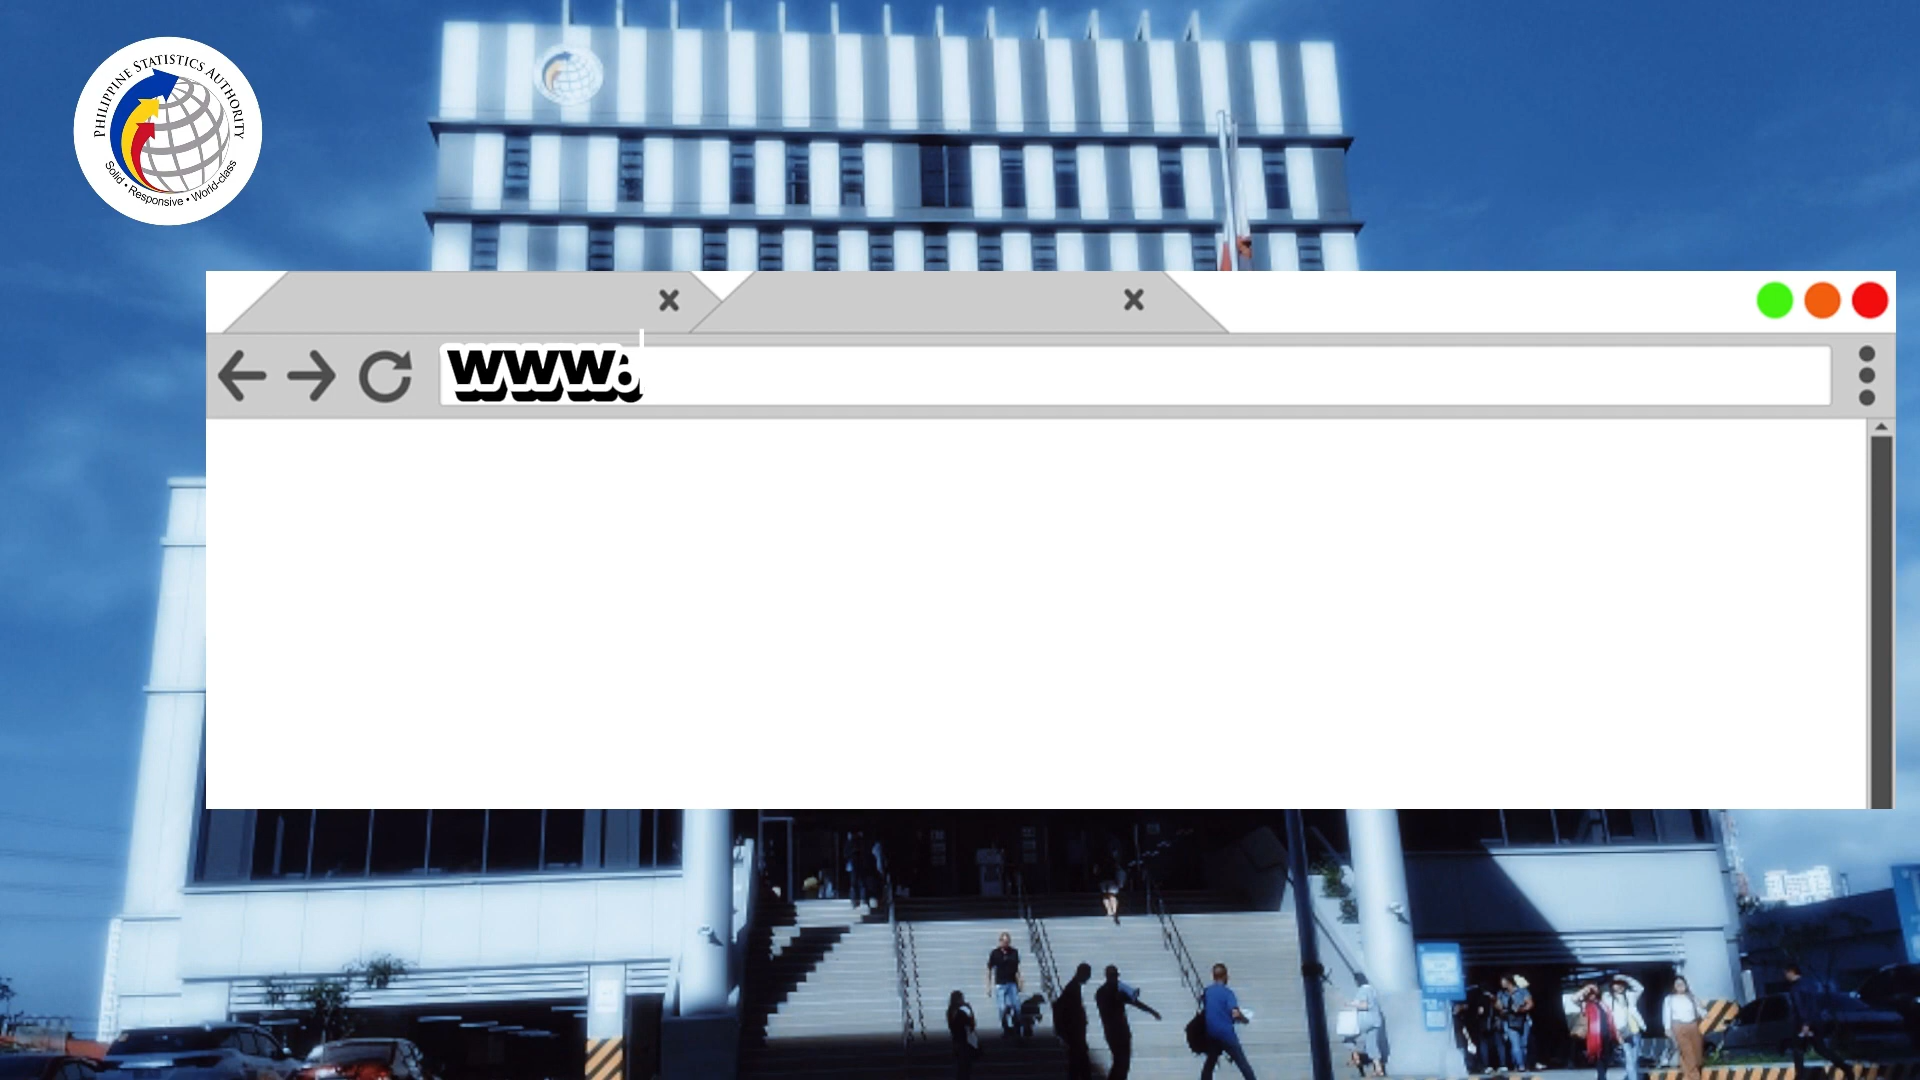 PHILIPPINE STATISTICS AUTHORITY
Solid • Responsive • World-class
www.